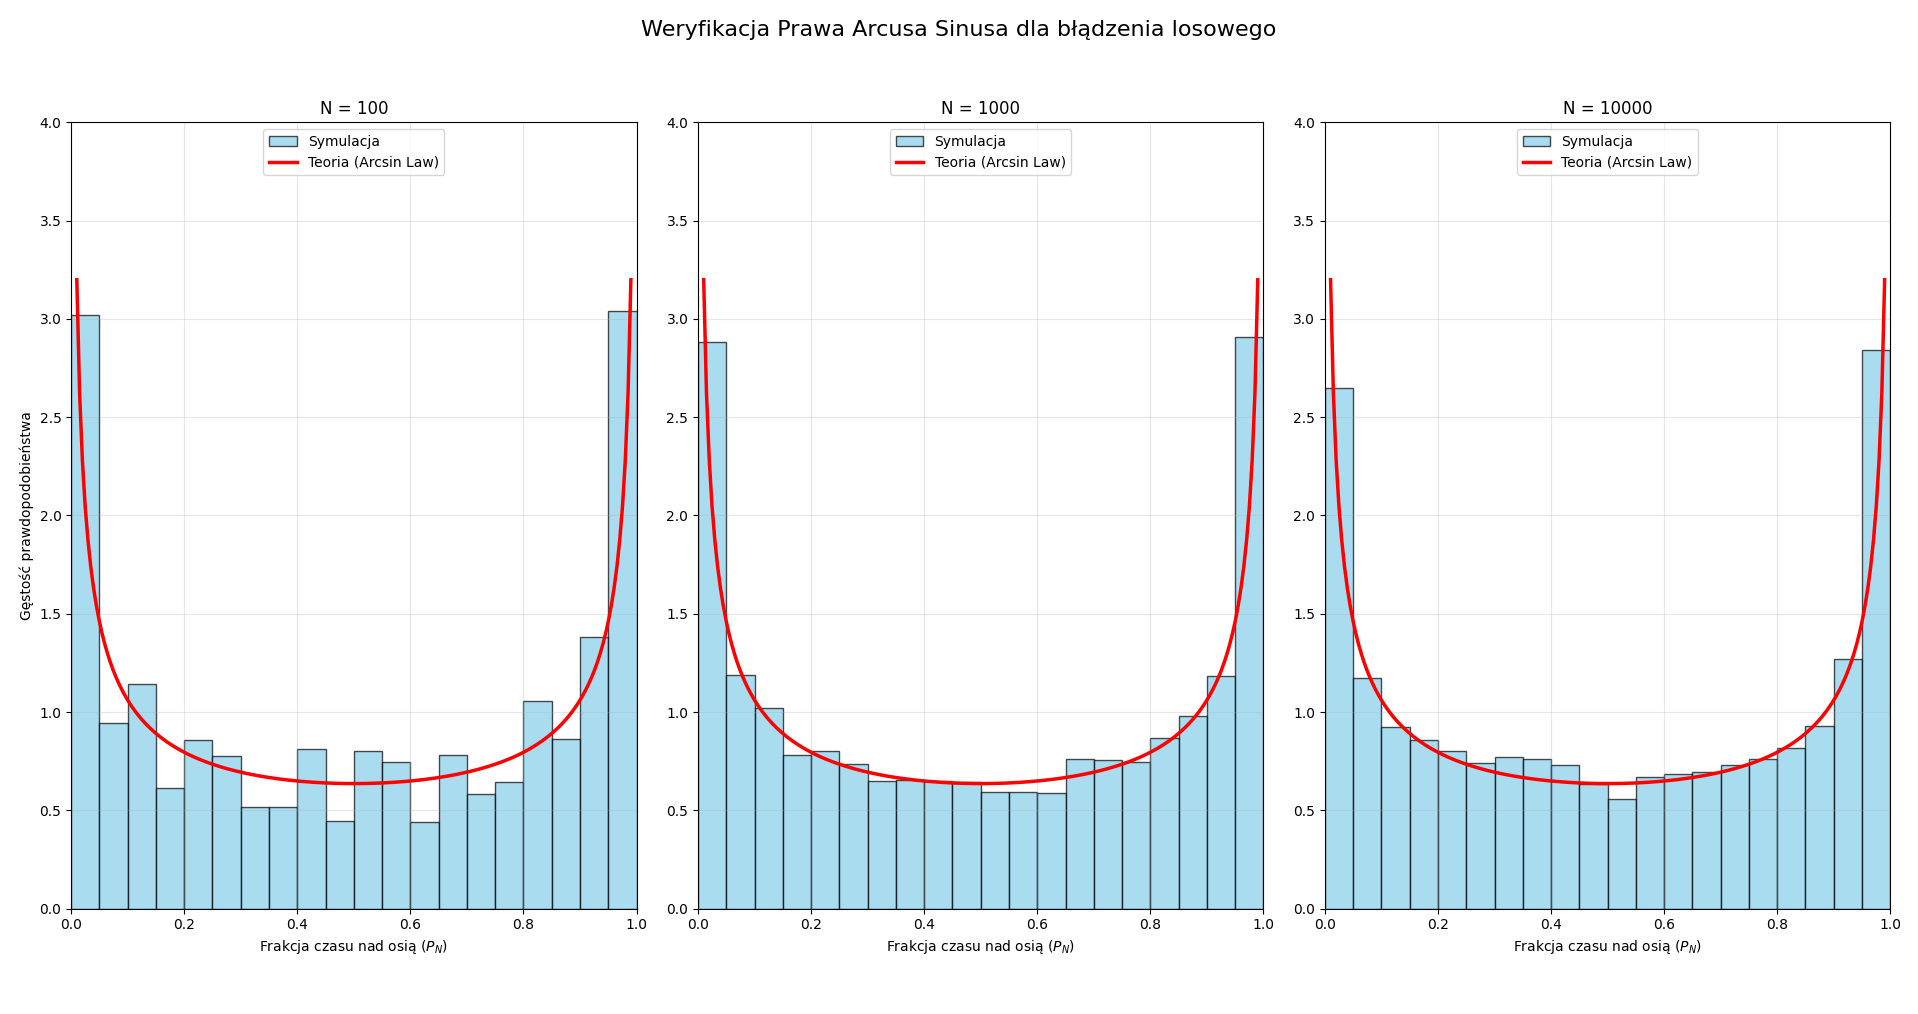 Weryfikacja Prawa Arcusa Sinusa dla błądzenia losowego
N = 100
Symulacja
Teoria (Arcsin Law)
4.0
3.5
3.0
2.5
2.0
1.5
1.0
0.5
0.0
Gęstość prawdopodobieństwa
0.0 0.2 0.4 0.6 0.8 1.0
Frakcja czasu nad osią (P_N)
N = 1000
Symulacja
Teoria (Arcsin Law)
4.0
3.5
3.0
2.5
2.0
1.5
1.0
0.5
0.0
0.0 0.2 0.4 0.6 0.8 1.0
Frakcja czasu nad osią (P_N)
N = 10000
Symulacja
Teoria (Arcsin Law)
4.0
3.5
3.0
2.5
2.0
1.5
1.0
0.5
0.0
0.0 0.2 0.4 0.6 0.8 1.0
Frakcja czasu nad osią (P_N)